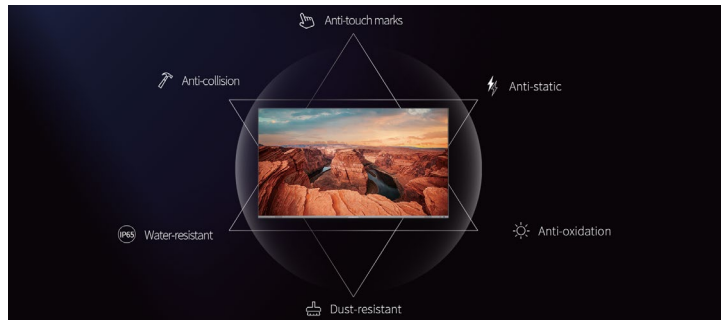 Anti-touch marks
Anti-collision
Anti-static
IP65 Water-resistant
Anti-oxidation
Dust-resistant